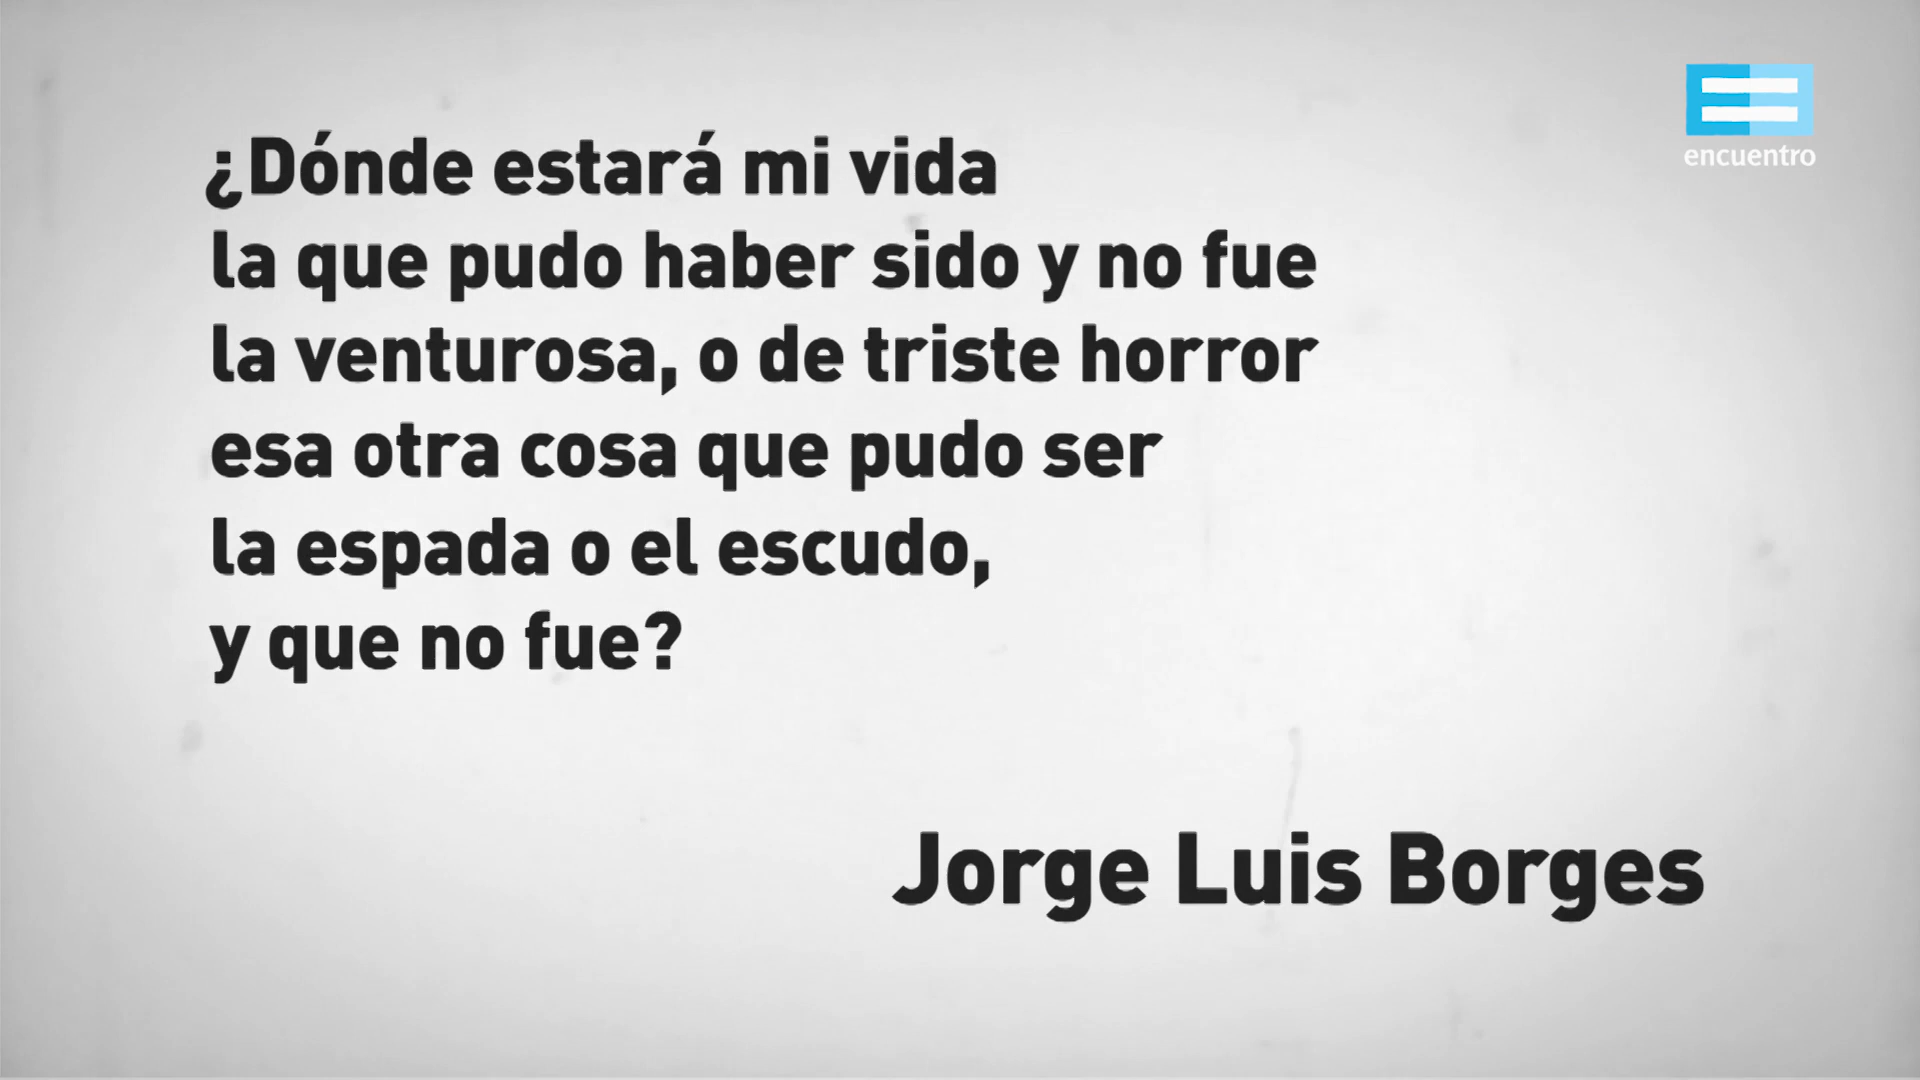 encuentro
¿Dónde estará mi vida
la que pudo haber sido y no fue
la venturosa, o de triste horror
esa otra cosa que pudo ser
la espada o el escudo,
y que no fue?
Jorge Luis Borges